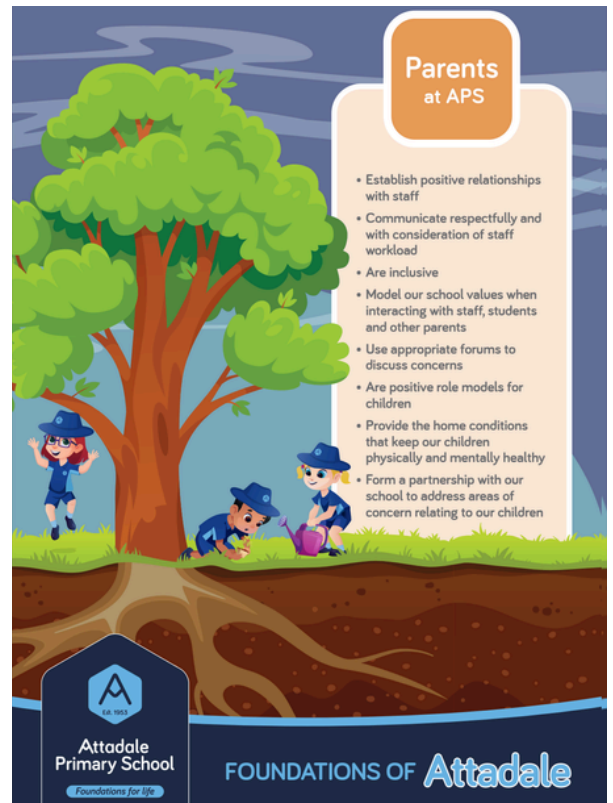 Parents
at APS
• Establish positive relationships
with staff
• Communicate respectfully and
with consideration of staff
workload
• Are inclusive
• Model our school values when
interacting with staff, students
and other parents
• Use appropriate forums to
discuss concerns
• Are positive role models for
children
• Provide the home conditions
that keep our children
physically and mentally healthy
• Form a partnership with our
school to address areas of
concern relating to our children
Est. 1953
Attadale
Primary School
Foundations for life
FOUNDATIONS OF Attadale